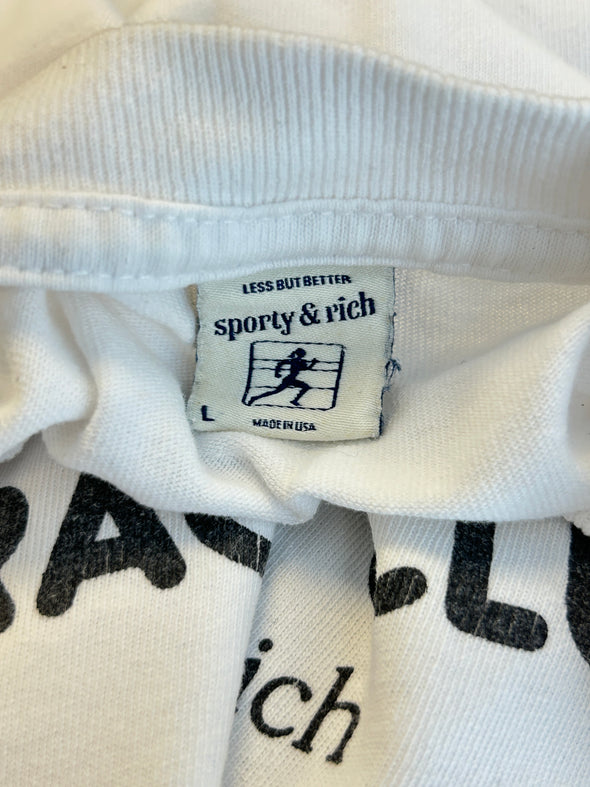 LESS BUT BETTER
sporty & rich
L
MADE IN USA
ich